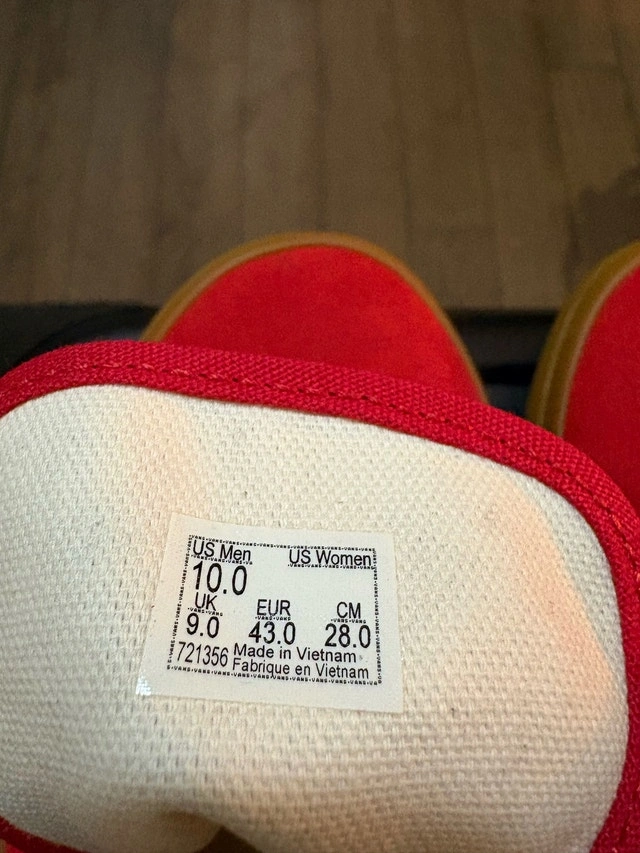 US Men US Women
10.0
UK EUR CM
9.0 43.0 28.0
721356 Made in Vietnam
Fabrique en Vietnam